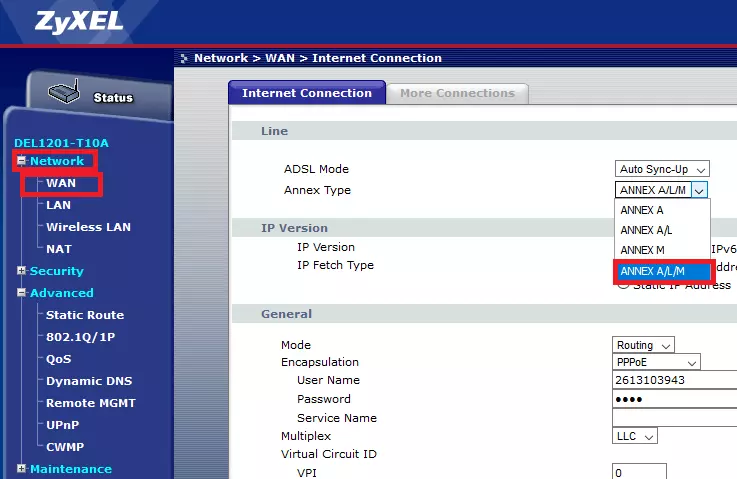 ZyXEL
Network > WAN > Internet Connection
Status
DEL1201-T10A
Network
WAN
LAN
Wireless LAN
NAT
Security
Advanced
Static Route
802.1Q/1P
QoS
Dynamic DNS
Remote MGMT
UPnP
CWMP
Maintenance
Internet Connection
More Connections
Line
ADSL Mode Auto Sync-Up
Annex Type ANNEX A/L/M
ANNEX A
ANNEX A/L
ANNEX M
ANNEX A/L/M
IP Version
IP Version IPv6
IP Fetch Type
Static IP Address
General
Mode Routing
Encapsulation PPPoE
User Name 2613103943
Password ●●●●
Service Name
Multiplex LLC
Virtual Circuit ID
VPI 0